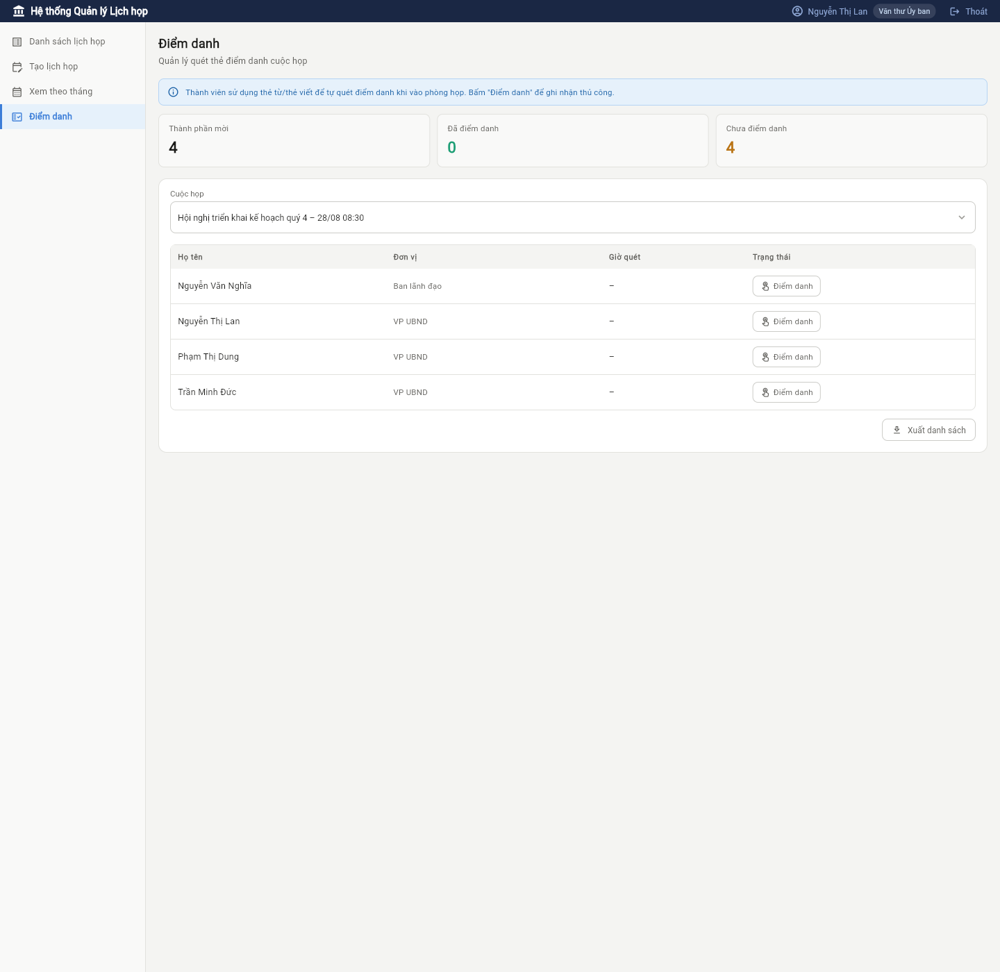 Hệ thống Quản lý Lịch họp
Nguyễn Thị Lan
Văn thư Ủy ban
Thoát
Danh sách lịch họp
Tạo lịch họp
Xem theo tháng
Điểm danh
Điểm danh
Quản lý quét thẻ điểm danh cuộc họp
Thành viên sử dụng thẻ từ/thẻ viết để tự quét điểm danh khi vào phòng họp. Bấm "Điểm danh" để ghi nhận thủ công.
Thành phần mời
4
Đã điểm danh
0
Chưa điểm danh
4
Cuộc họp
Hội nghị triển khai kế hoạch quý 4 – 28/08 08:30
Họ tên Đơn vị Giờ quét Trạng thái
Nguyễn Văn Nghĩa Ban lãnh đạo – Điểm danh
Nguyễn Thị Lan VP UBND – Điểm danh
Phạm Thị Dung VP UBND – Điểm danh
Trần Minh Đức VP UBND – Điểm danh
Xuất danh sách